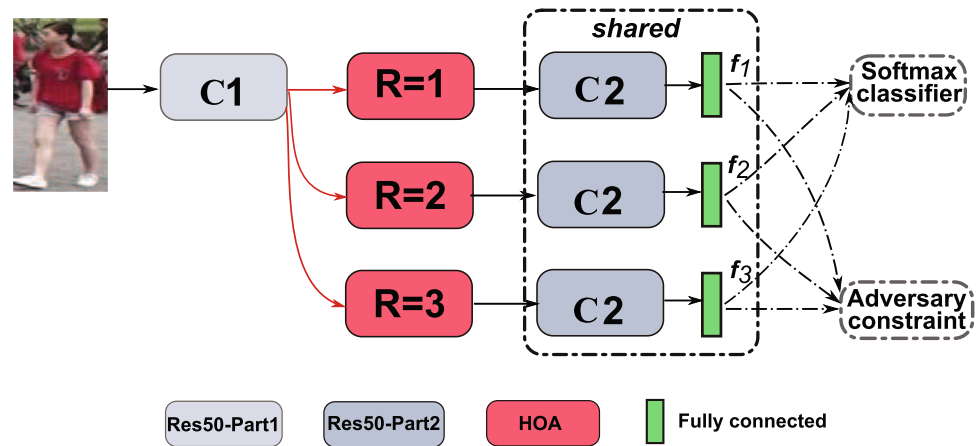 shared
C1
R=1
C2
f1
Softmax
classifier
R=2
C2
f2
R=3
C2
f3
Adversary
constraint
Res50-Part1
Res50-Part2
HOA
Fully connected